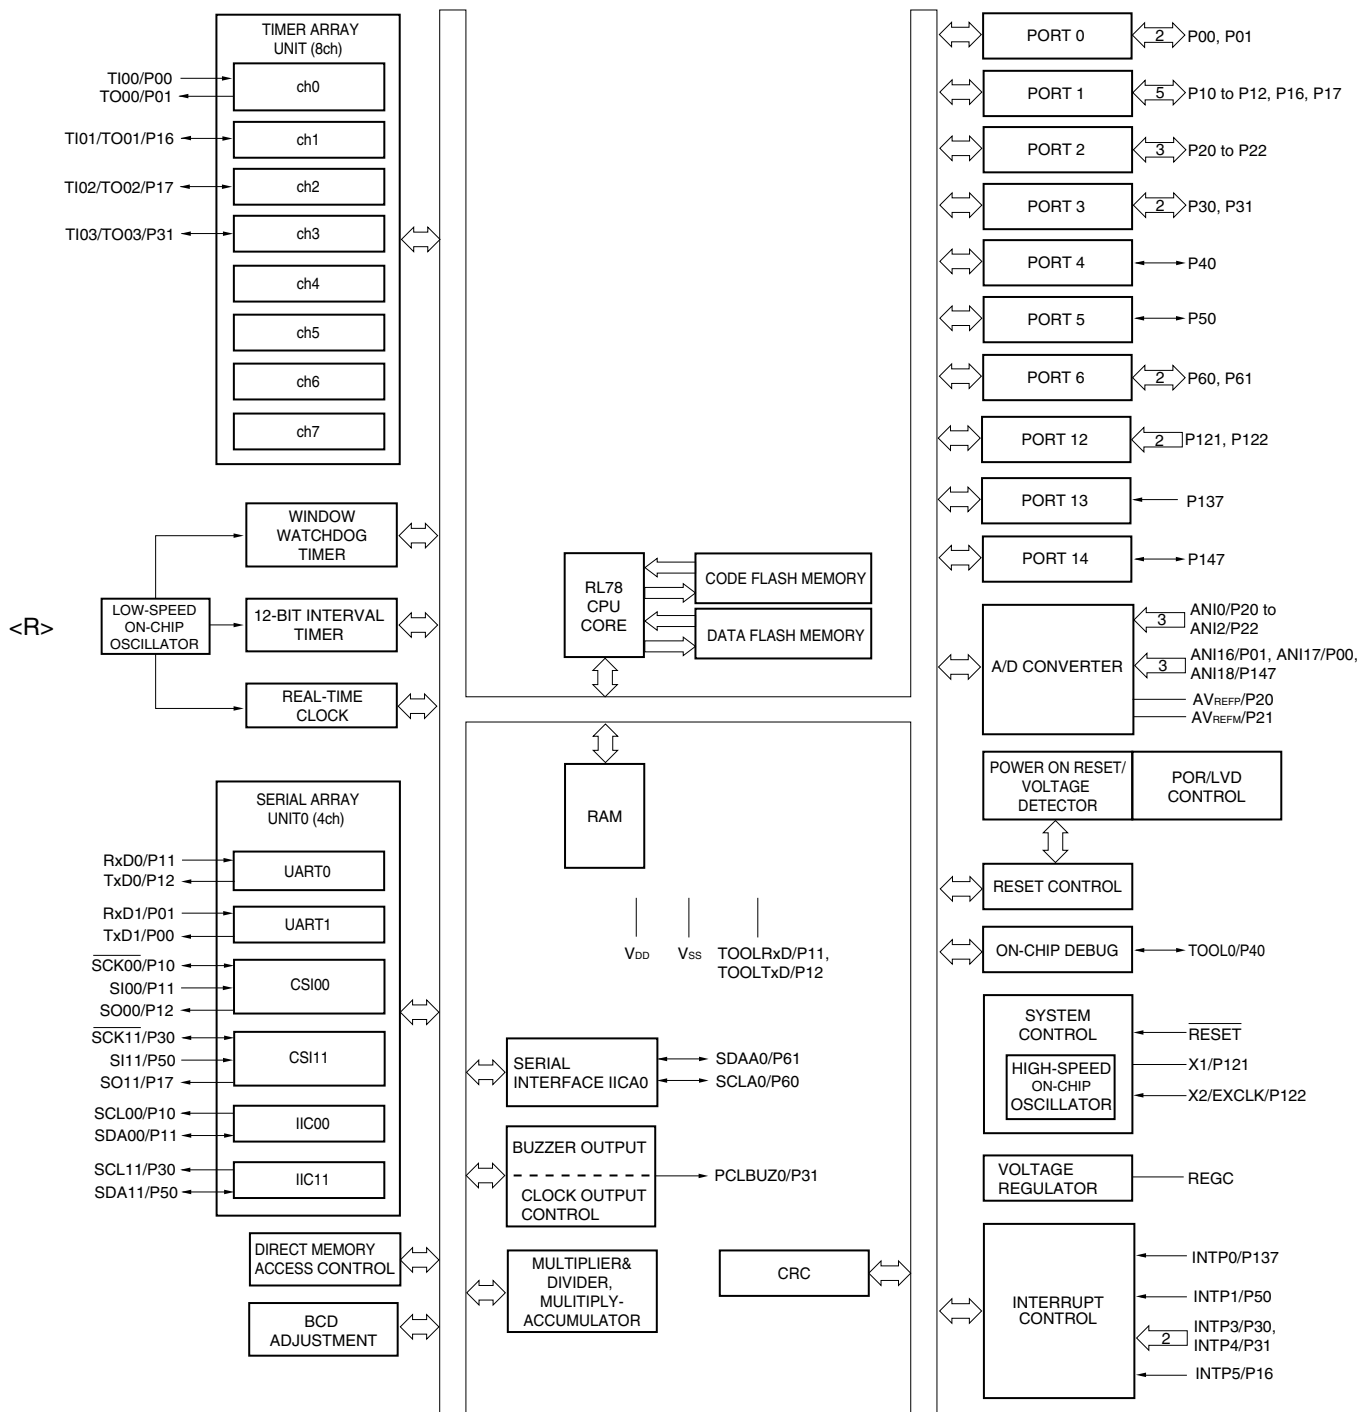 TIMER ARRAY
UNIT (8ch)
TI00/P00
TO00/P01
ch0
TI01/TO01/P16
ch1
TI02/TO02/P17
ch2
TI03/TO03/P31
ch3
ch4
ch5
ch6
ch7
<R>
LOW-SPEED
ON-CHIP
OSCILLATOR
WINDOW
WATCHDOG
TIMER
12-BIT INTERVAL
TIMER
REAL-TIME
CLOCK
SERIAL ARRAY
UNIT0 (4ch)
RxD0/P11
TxD0/P12
UART0
RxD1/P01
TxD1/P00
UART1
SCK00/P10
SI00/P11
SO00/P12
CSI00
SCK11/P30
SI11/P50
SO11/P17
CSI11
SCL00/P10
SDA00/P11
IIC00
SCL11/P30
SDA11/P50
IIC11
DIRECT MEMORY
ACCESS CONTROL
BCD
ADJUSTMENT
RL78
CPU
CORE
CODE FLASH MEMORY
DATA FLASH MEMORY
RAM
VDD
VSS
TOOLRxD/P11,
TOOLTxD/P12
SERIAL
INTERFACE IICA0
SDAA0/P61
SCLA0/P60
BUZZER OUTPUT
CLOCK OUTPUT
CONTROL
PCLBUZ0/P31
MULTIPLIER&
DIVIDER,
MULITIPLY-
ACCUMULATOR
CRC
PORT 0
2
P00, P01
PORT 1
5
P10 to P12, P16, P17
PORT 2
3
P20 to P22
PORT 3
2
P30, P31
PORT 4
P40
PORT 5
P50
PORT 6
2
P60, P61
PORT 12
2
P121, P122
PORT 13
P137
PORT 14
P147
A/D CONVERTER
3
ANI0/P20 to
ANI2/P22
3
ANI16/P01, ANI17/P00,
ANI18/P147
AVREFP/P20
AVREFM/P21
POWER ON RESET/
VOLTAGE
DETECTOR
POR/LVD
CONTROL
RESET CONTROL
ON-CHIP DEBUG
TOOL0/P40
SYSTEM
CONTROL
HIGH-SPEED
ON-CHIP
OSCILLATOR
RESET
X1/P121
X2/EXCLK/P122
VOLTAGE
REGULATOR
REGC
INTERRUPT
CONTROL
INTP0/P137
INTP1/P50
2
INTP3/P30,
INTP4/P31
INTP5/P16